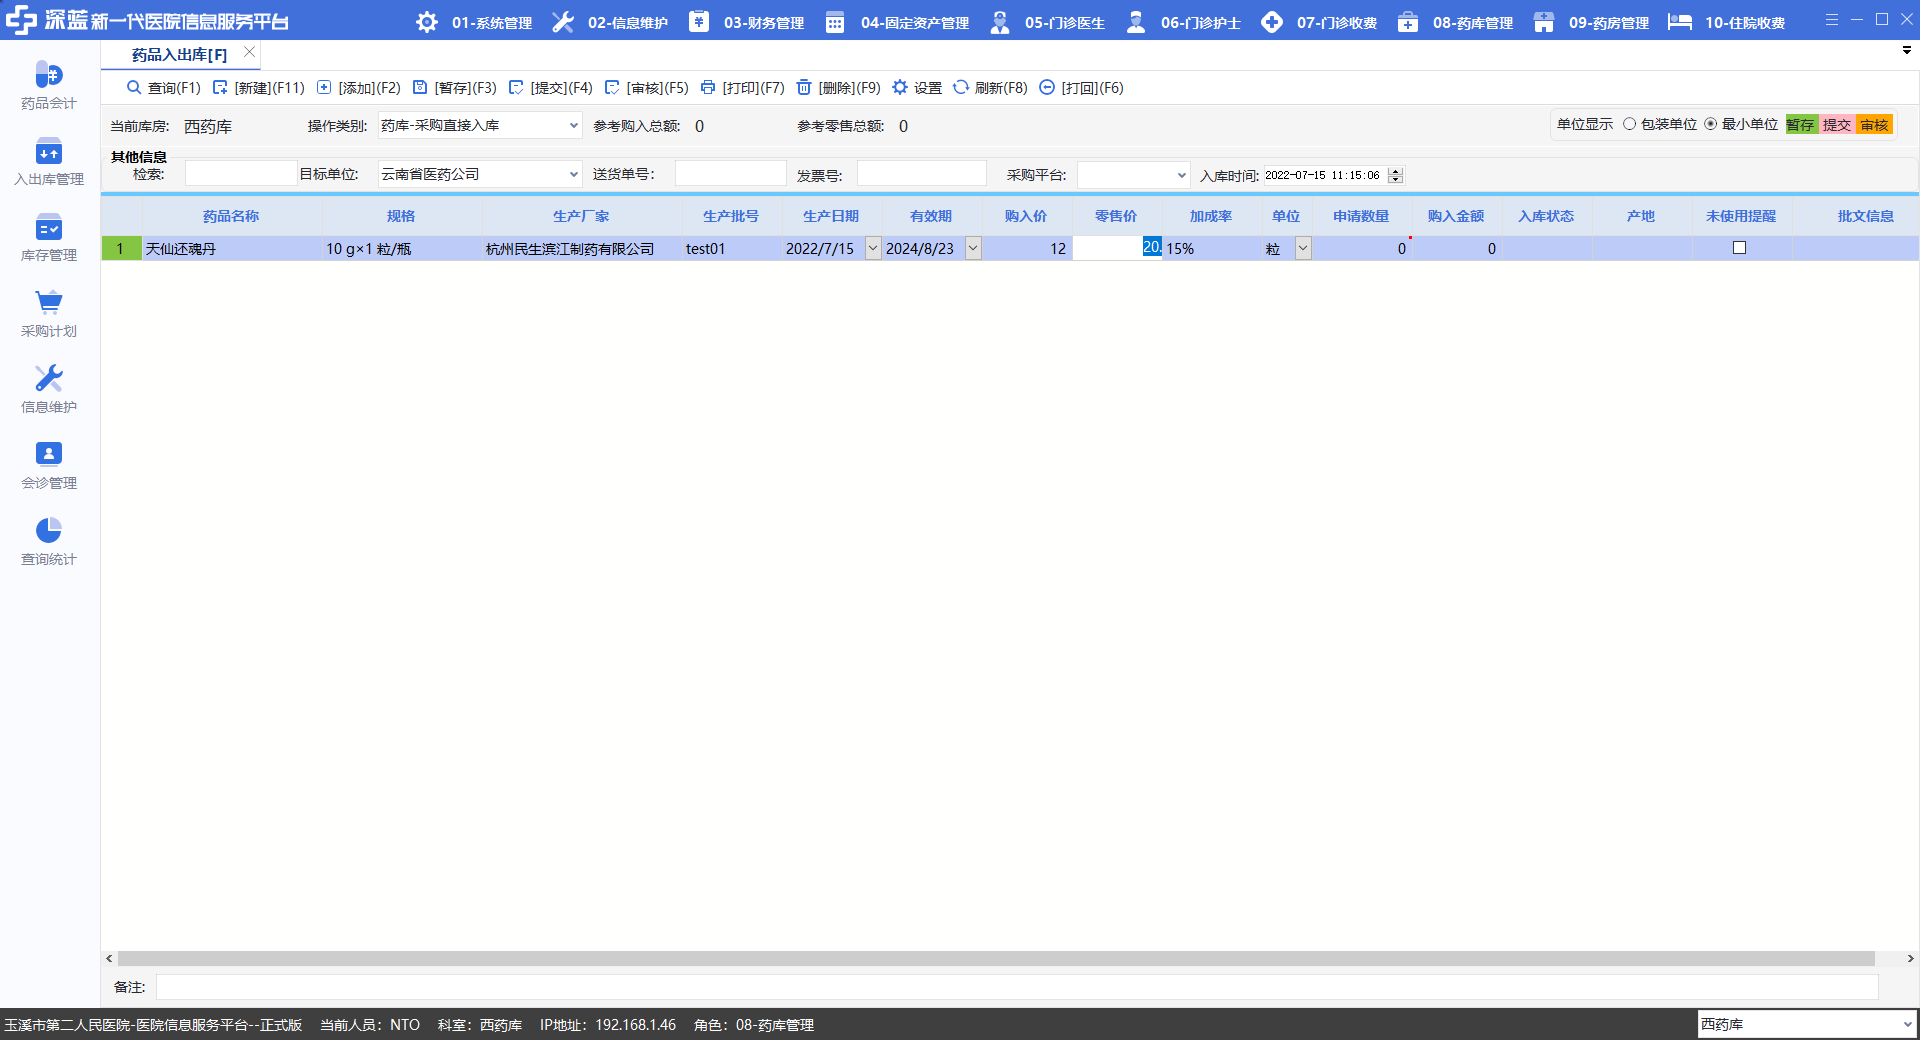 深蓝新一代医院信息服务平台 01-系统管理 02-信息维护 03-财务管理 04-固定资产管理 05-门诊医生 06-门诊护士 07-门诊收费 08-药库管理 09-药房管理 10-住院收费
药品入出库[F]
查询(F1) [新建](F11) [添加](F2) [暂存](F3) [提交](F4) [审核](F5) [打印](F7) [删除](F9) 设置 刷新(F8) [打回](F6)
当前库房: 西药库 操作类别: 药库-采购直接入库 参考购入总额: 0 参考零售总额: 0 单位显示 包装单位 最小单位 暂存 提交 审核
其他信息
检索: 目标单位: 云南省医药公司 送货单号: 发票号: 采购平台: 入库时间: 2022-07-15 11:15:06
药品名称 规格 生产厂家 生产批号 生产日期 有效期 购入价 零售价 加成率 单位 申请数量 购入金额 入库状态 产地 未使用提醒 批文信息
1 天仙还魂丹 10 g×1 粒/瓶 杭州民生滨江制药有限公司 test01 2022/7/15 2024/8/23 12 20. 15% 粒 0 0
药品会计
入出库管理
库存管理
采购计划
信息维护
会诊管理
查询统计
备注:
玉溪市第二人民医院-医院信息服务平台--正式版 当前人员: NTO 科室: 西药库 IP地址: 192.168.1.46 角色: 08-药库管理 西药库